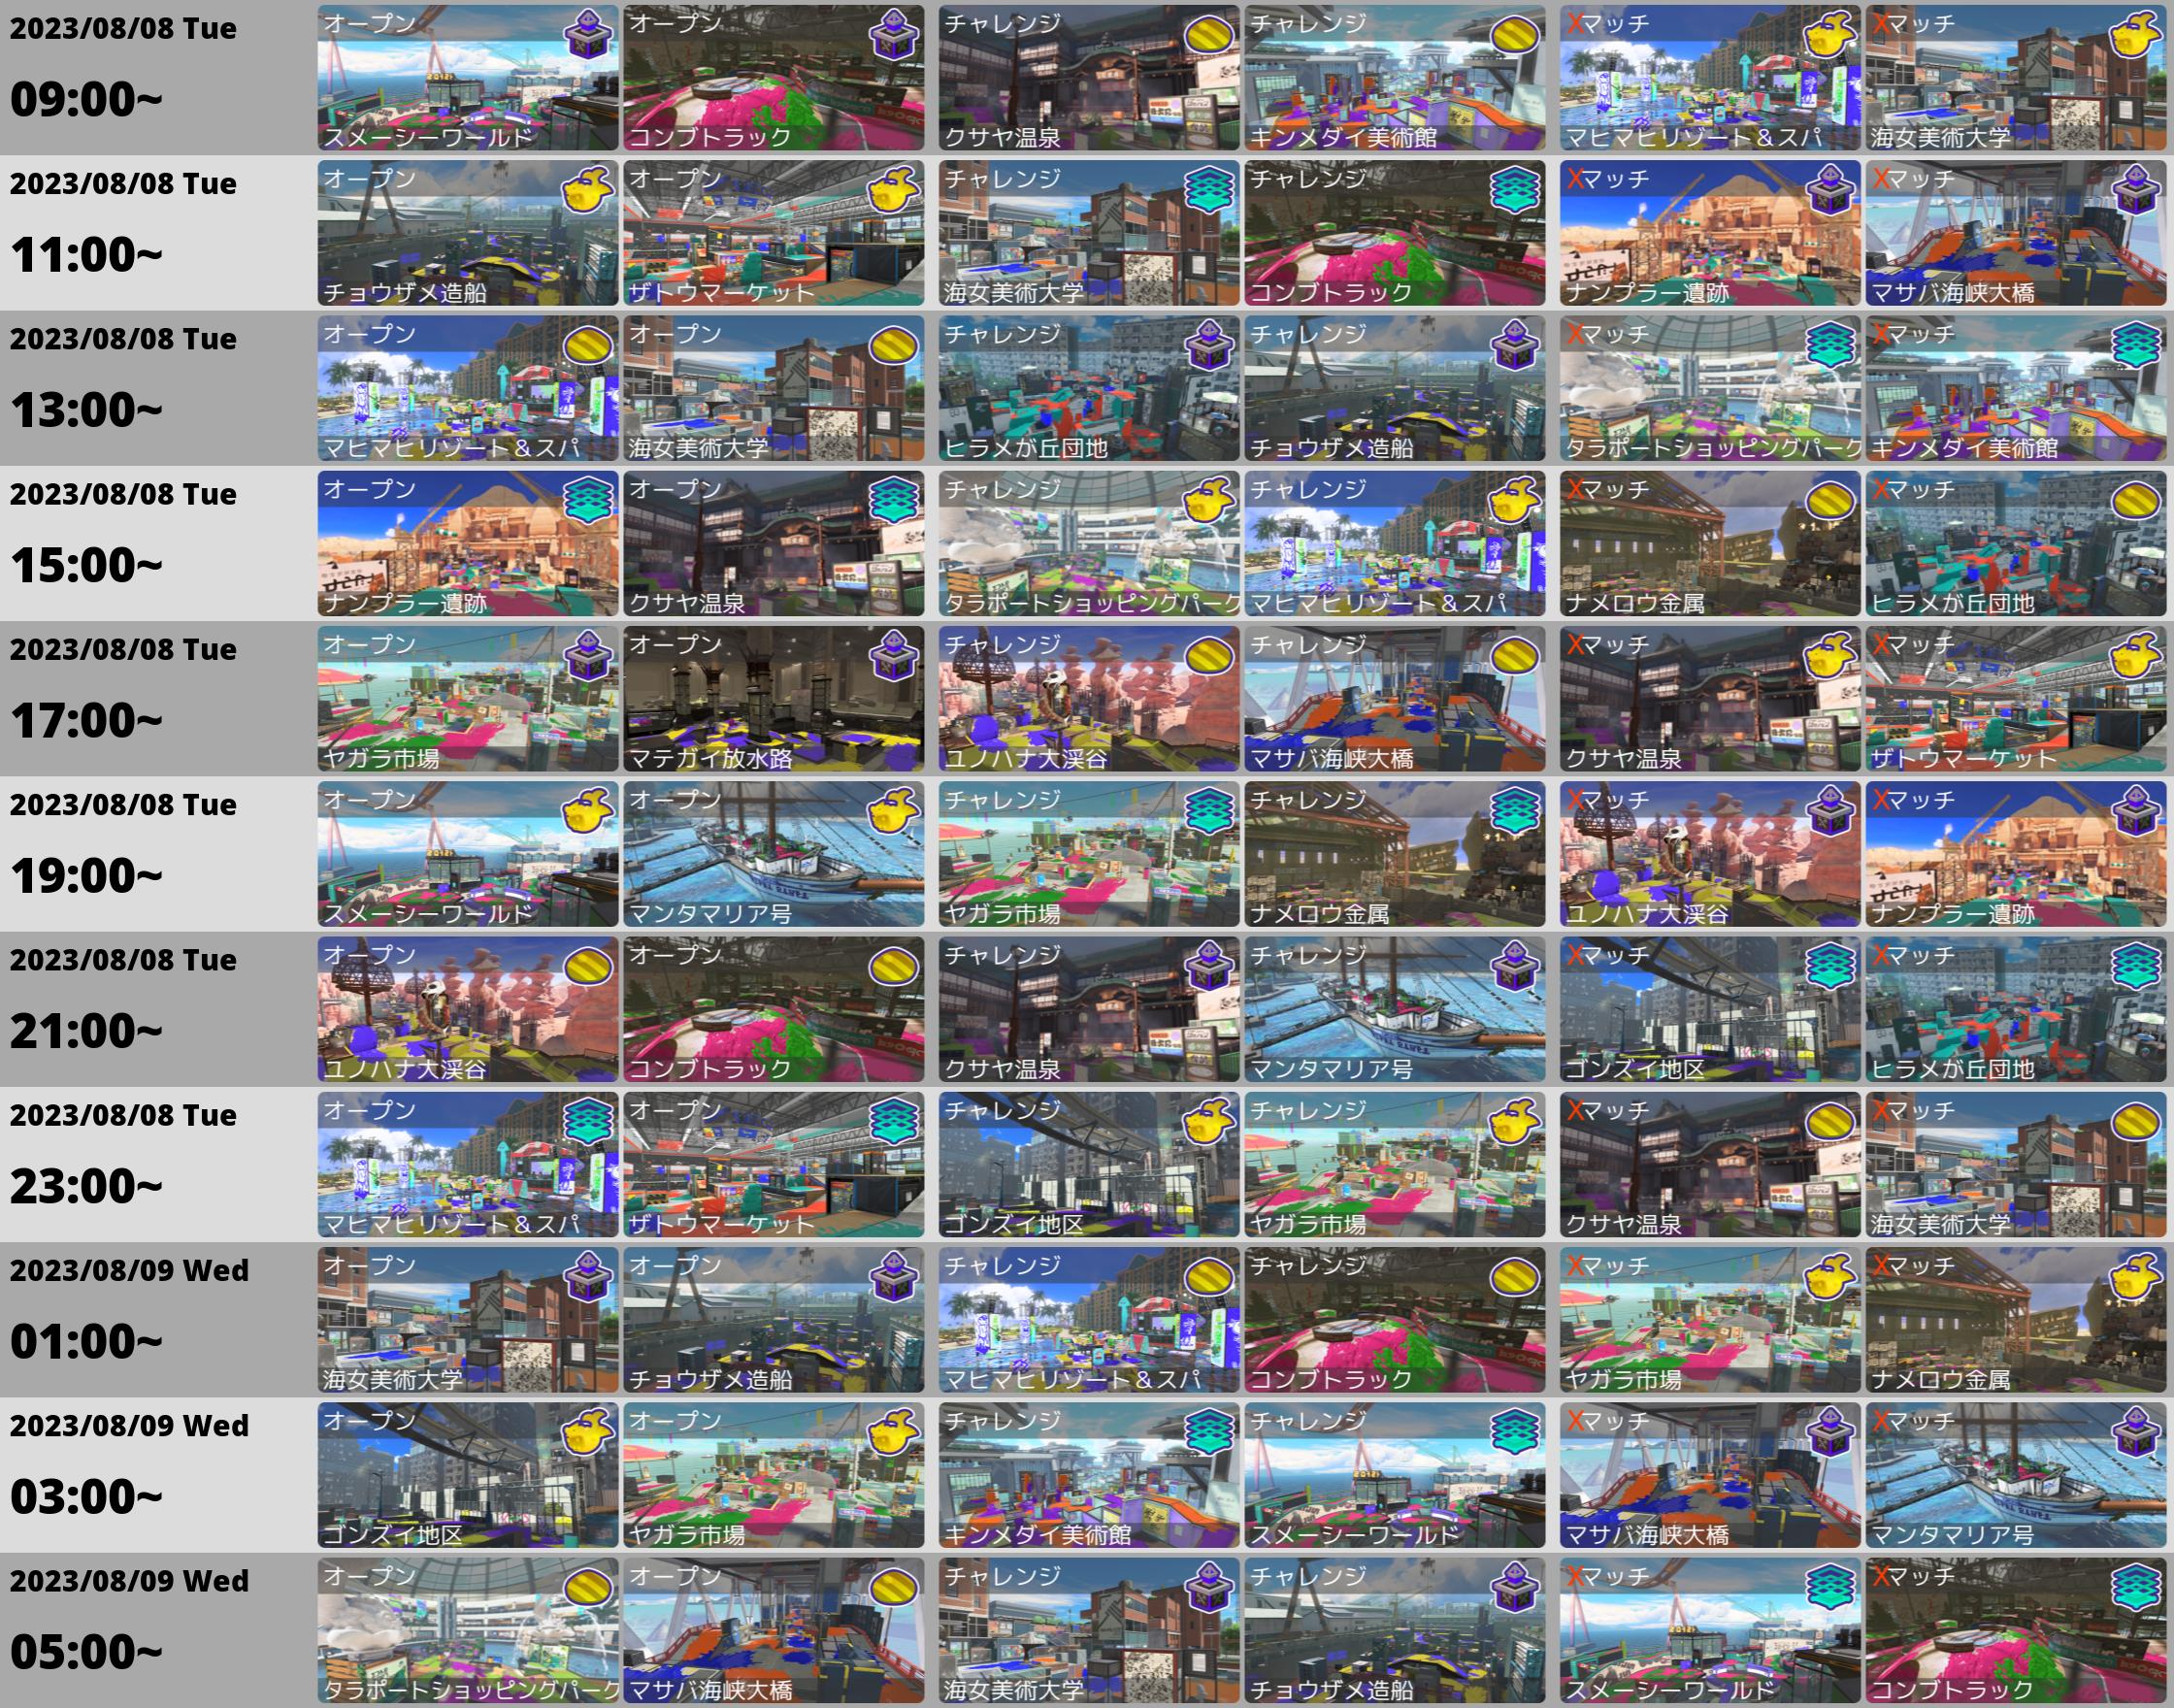 2023/08/08 Tue
09:00~
オープン スメーシーワールド
オープン コンブトラック
チャレンジ クサヤ温泉
チャレンジ キンメダイ美術館
Xマッチ マヒマヒリゾート＆スパ
Xマッチ 海女美術大学
2023/08/08 Tue
11:00~
オープン チョウザメ造船
オープン ザトウマーケット
チャレンジ 海女美術大学
チャレンジ コンブトラック
Xマッチ ナンプラー遺跡
Xマッチ マサバ海峡大橋
2023/08/08 Tue
13:00~
オープン マヒマヒリゾート＆スパ
オープン 海女美術大学
チャレンジ ヒラメが丘団地
チャレンジ チョウザメ造船
Xマッチ タラポートショッピングパーク
Xマッチ キンメダイ美術館
2023/08/08 Tue
15:00~
オープン ナンプラー遺跡
オープン クサヤ温泉
チャレンジ タラポートショッピングパーク
チャレンジ マヒマヒリゾート＆スパ
Xマッチ ナメロウ金属
Xマッチ ヒラメが丘団地
2023/08/08 Tue
17:00~
オープン ヤガラ市場
オープン マテガイ放水路
チャレンジ ユノハナ大渓谷
チャレンジ マサバ海峡大橋
Xマッチ クサヤ温泉
Xマッチ ザトウマーケット
2023/08/08 Tue
19:00~
オープン スメーシーワールド
オープン マンタマリア号
チャレンジ ヤガラ市場
チャレンジ ナメロウ金属
Xマッチ ユノハナ大渓谷
Xマッチ ナンプラー遺跡
2023/08/08 Tue
21:00~
オープン ユノハナ大渓谷
オープン コンブトラック
チャレンジ クサヤ温泉
チャレンジ マンタマリア号
Xマッチ ゴンズイ地区
Xマッチ ヒラメが丘団地
2023/08/08 Tue
23:00~
オープン マヒマヒリゾート＆スパ
オープン ザトウマーケット
チャレンジ ゴンズイ地区
チャレンジ ヤガラ市場
Xマッチ クサヤ温泉
Xマッチ 海女美術大学
2023/08/09 Wed
01:00~
オープン 海女美術大学
オープン チョウザメ造船
チャレンジ マヒマヒリゾート＆スパ
チャレンジ コンブトラック
Xマッチ ヤガラ市場
Xマッチ ナメロウ金属
2023/08/09 Wed
03:00~
オープン ゴンズイ地区
オープン ヤガラ市場
チャレンジ キンメダイ美術館
チャレンジ スメーシーワールド
Xマッチ マサバ海峡大橋
Xマッチ マンタマリア号
2023/08/09 Wed
05:00~
オープン タラポートショッピングパーク
オープン マサバ海峡大橋
チャレンジ 海女美術大学
チャレンジ チョウザメ造船
Xマッチ スメーシーワールド
Xマッチ コンブトラック